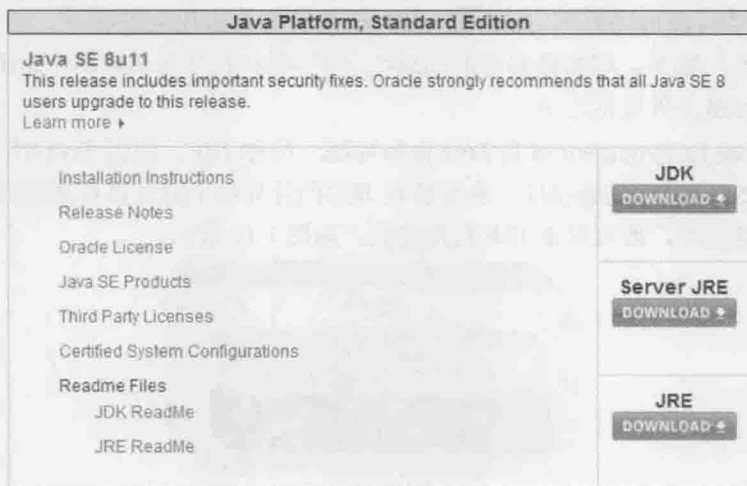 Java Platform, Standard Edition
Java SE 8u11
This release includes important security fixes. Oracle strongly recommends that all Java SE 8
users upgrade to this release.
Learn more
Installation Instructions
Release Notes
Oracle License
Java SE Products
Third Party Licenses
Certified System Configurations
Readme Files
JDK ReadMe
JRE ReadMe
JDK
DOWNLOAD
Server JRE
DOWNLOAD
JRE
DOWNLOAD